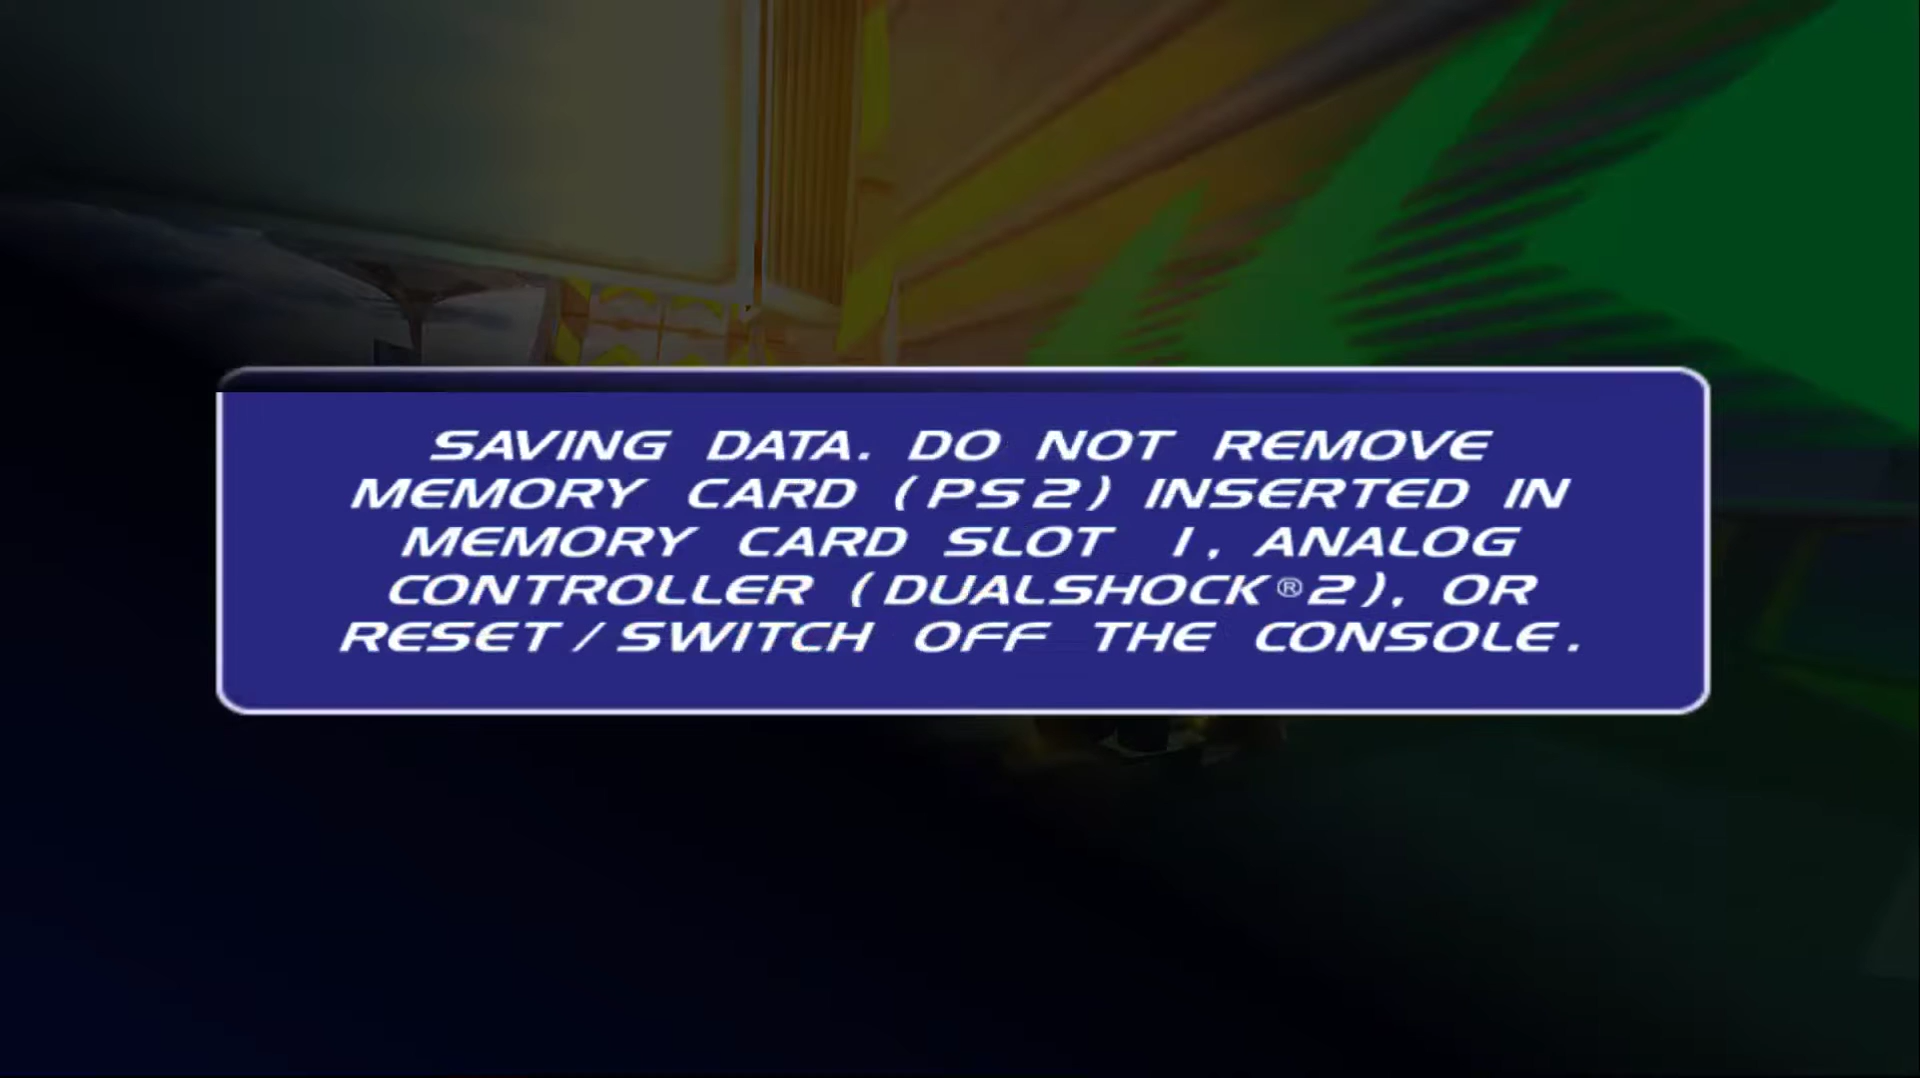 SAVING DATA. DO NOT REMOVE
MEMORY CARD (PS2) INSERTED IN
MEMORY CARD SLOT 1, ANALOG
CONTROLLER (DUALSHOCK®2), OR
RESET/SWITCH OFF THE CONSOLE.